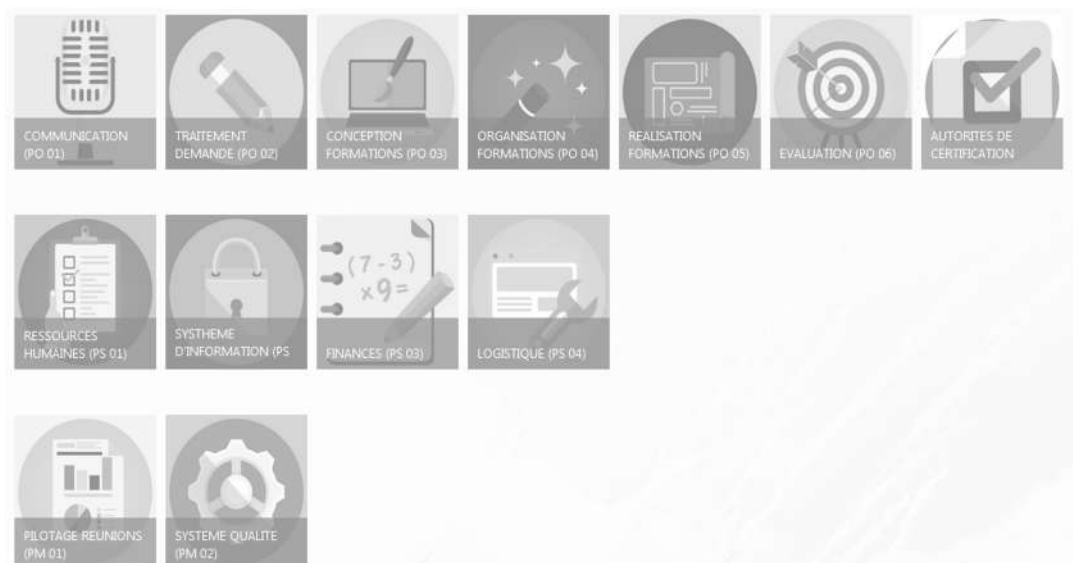 COMMUNICATION
(PO 01)
TRAITEMENT
DEMANDE (PO 02)
CONCEPTION
FORMATIONS (PO 03)
ORGANISATION
FORMATIONS (PO 04)
REALISATION
FORMATIONS (PO 05)
EVALUATION (PO 06)
AUTORITES DE
CERTIFICATION
RESSOURCES
HUMAINES (PS 01)
SYSTHEME
D'INFORMATION (PS
(7-3)
x9=
FINANCES (PS 03)
LOGISTIQUE (PS 04)
PILOTAGE REUNIONS
(PM 01)
SYSTEME QUALITE
(PM 02)